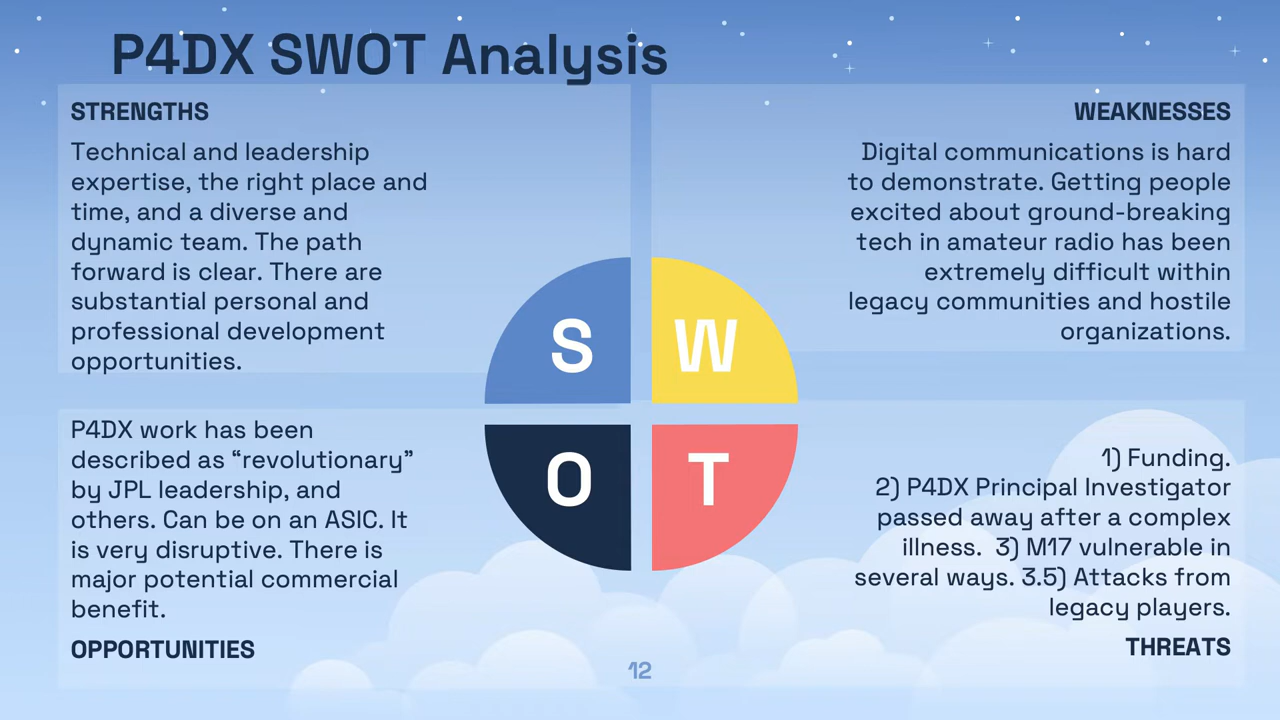 P4DX SWOT Analysis
STRENGTHS
Technical and leadership
expertise, the right place and
time, and a diverse and
dynamic team. The path
forward is clear. There are
substantial personal and
professional development
opportunities.
WEAKNESSES
Digital communications is hard
to demonstrate. Getting people
excited about ground-breaking
tech in amateur radio has been
extremely difficult within
legacy communities and hostile
organizations.
S
W
O
T
P4DX work has been
described as “revolutionary”
by JPL leadership, and
others. Can be on an ASIC. It
is very disruptive. There is
major potential commercial
benefit.
OPPORTUNITIES
1) Funding.
2) P4DX Principal Investigator
passed away after a complex
illness.  3) M17 vulnerable in
several ways. 3.5) Attacks from
legacy players.
THREATS
12